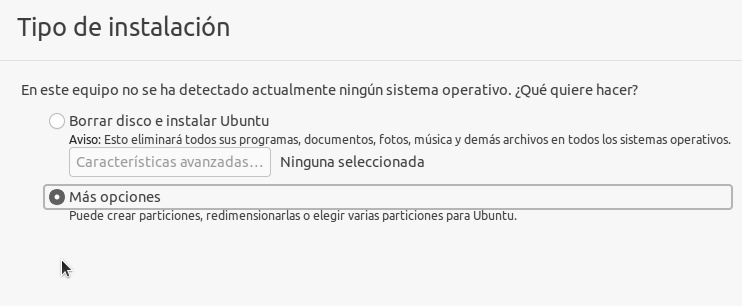 Tipo de instalación
En este equipo no se ha detectado actualmente ningún sistema operativo. ¿Qué quiere hacer?
Borrar disco e instalar Ubuntu
Aviso: Esto eliminará todos sus programas, documentos, fotos, música y demás archivos en todos los sistemas operativos.
Características avanzadas... Ninguna seleccionada
Más opciones
Puede crear particiones, redimensionarlas o elegir varias particiones para Ubuntu.